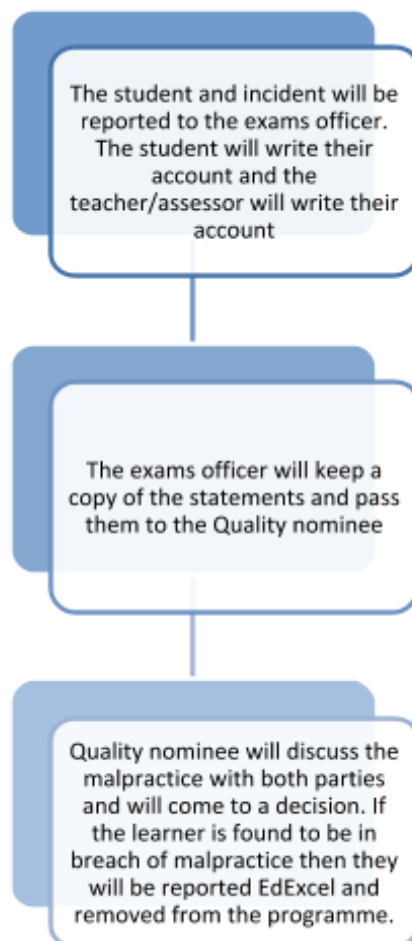 The student and incident will be
reported to the exams officer.
The student will write their
account and the
teacher/assessor will write their
account
The exams officer will keep a
copy of the statements and pass
them to the Quality nominee
Quality nominee will discuss the
malpractice with both parties
and will come to a decision. If
the learner is found to be in
breach of malpractice then they
will be reported EdExcel and
removed from the programme.